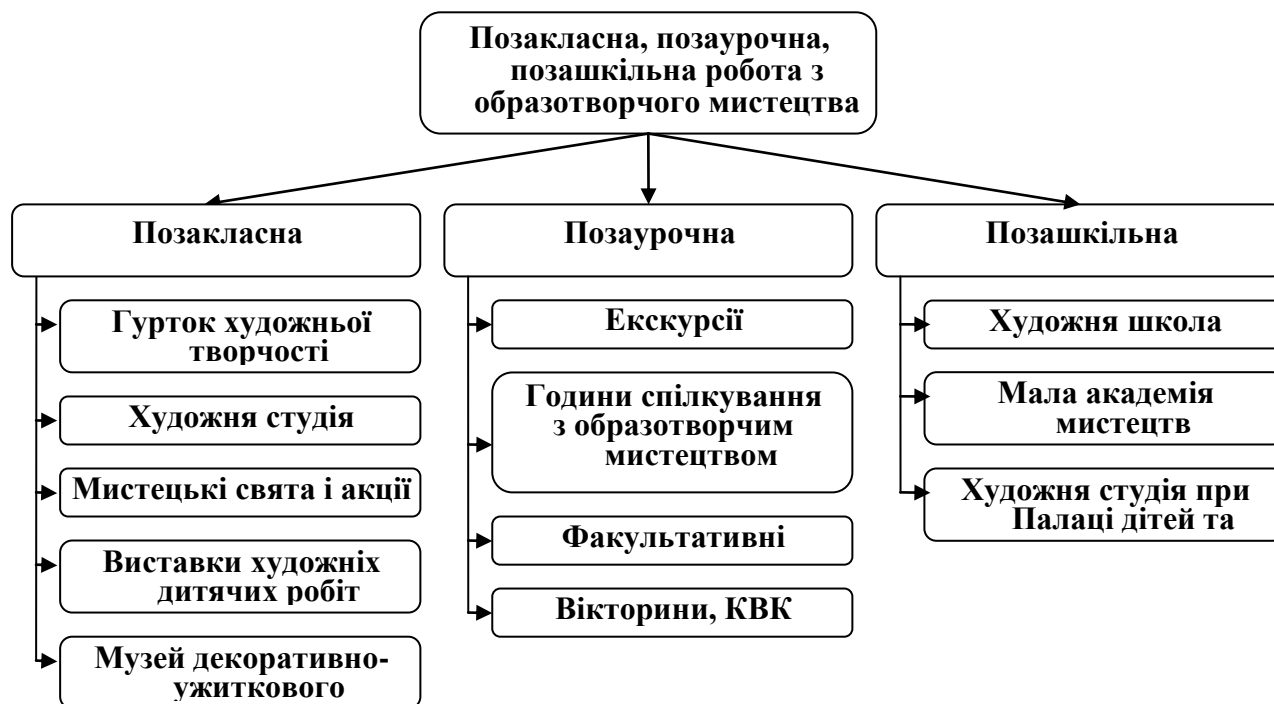 Позакласна, позаурочна,
позашкільна робота з
образотворчого мистецтва
Позакласна
Гурток художньої
творчості
Художня студія
Мистецькі свята і акції
Виставки художніх
дитячих робіт
Музей декоративно-
ужиткового
Позаурочна
Екскурсії
Години спілкування
з образотворчим
мистецтвом
Факультативні
Вікторини, КВК
Позашкільна
Художня школа
Мала академія
мистецтв
Художня студія при
Палаці дітей та